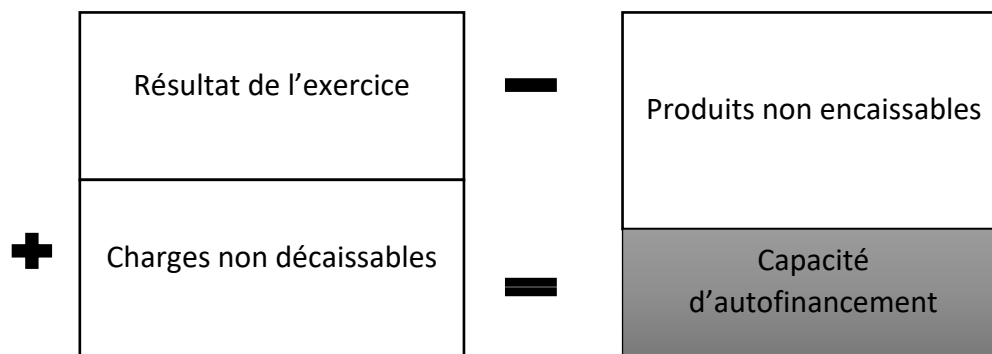 Résultat de l’exercice
Produits non encaissables
Charges non décaissables
Capacité
d’autofinancement